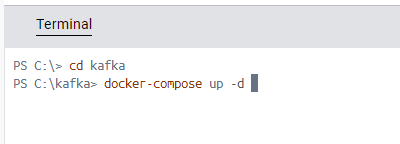 Terminal
PS C:\> cd kafka
PS C:\kafka> docker-compose up -d